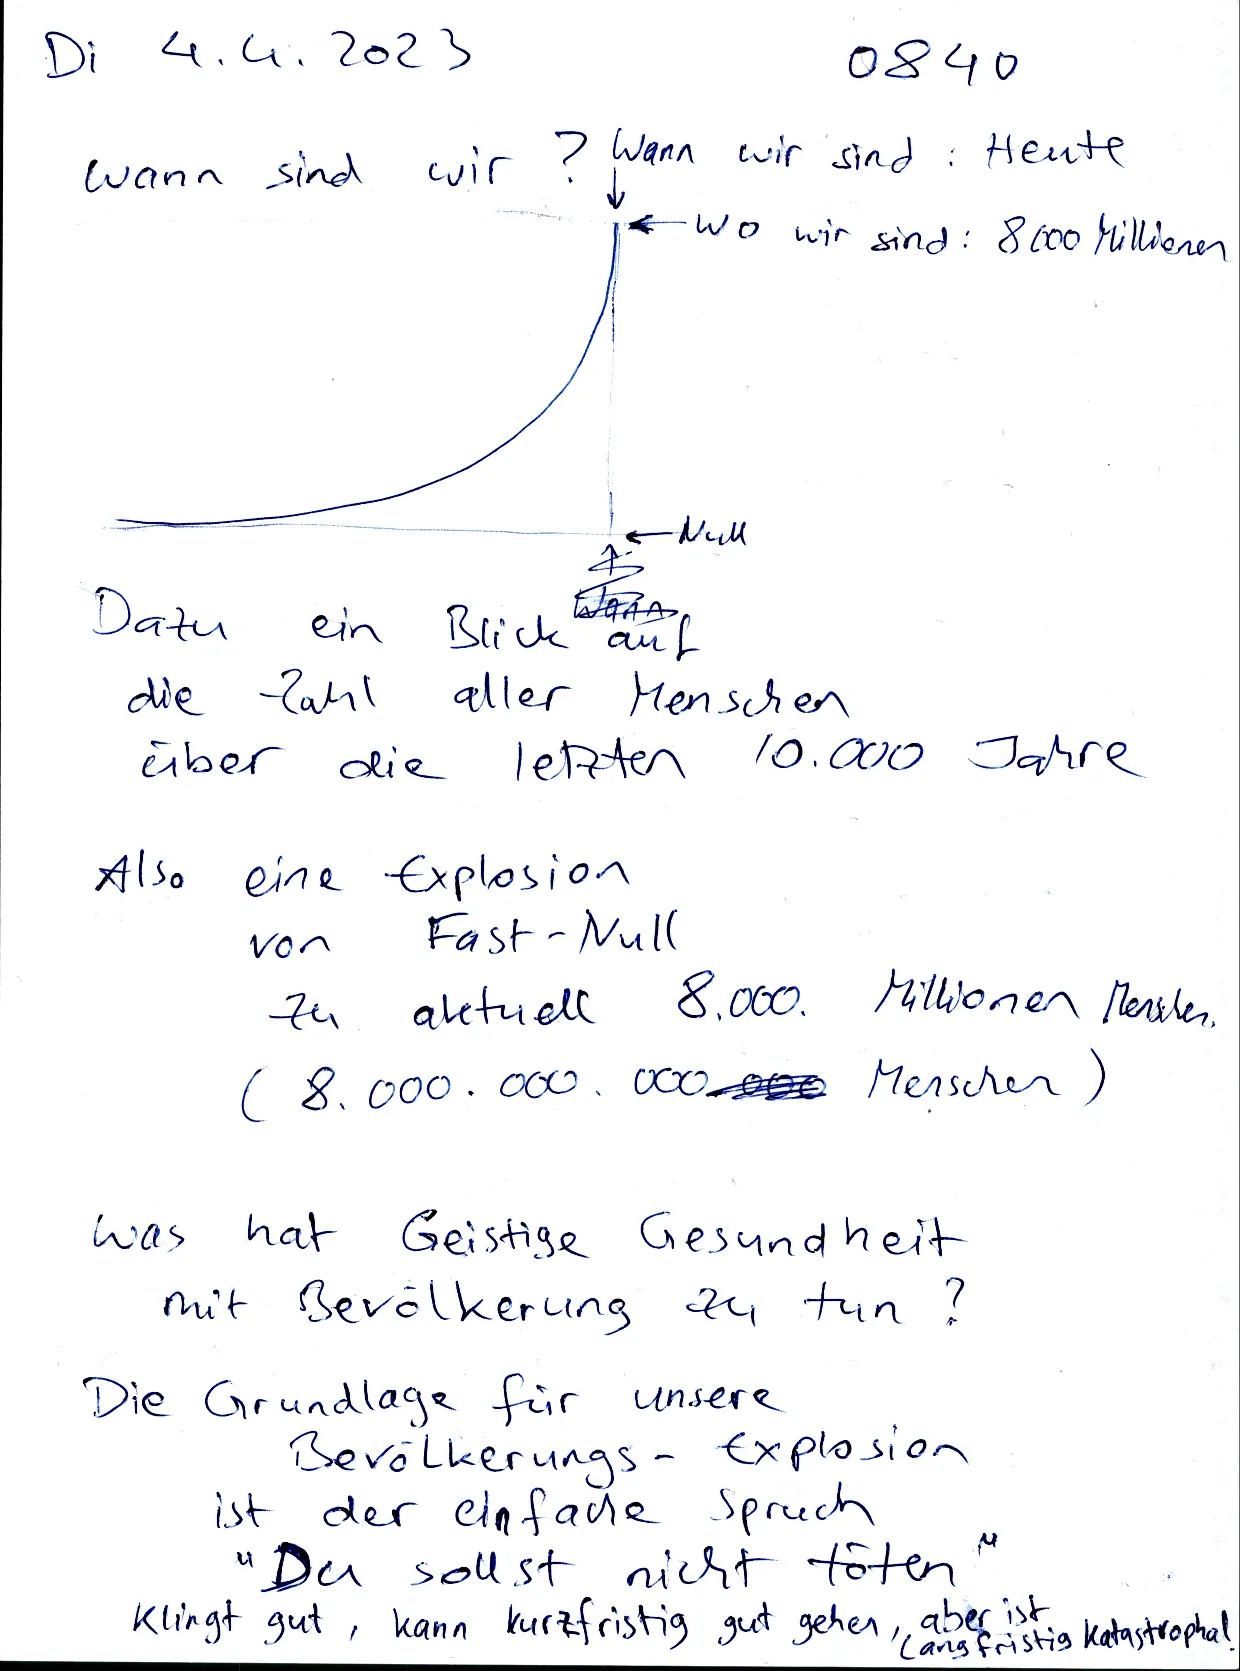 Di 4.4.2023 0840
Wann sind wir ? Wann wir sind : Heute
Wo wir sind : 8000 Millionen
Null
Dazu ein Blick auf
die Zahl aller Menschen
über die letzten 10.000 Jahre
Also eine Explosion
von Fast-Null
zu aktuell 8.000. Millionen Menschen.
( 8.000.000.000 Menschen )
Was hat Geistige Gesundheit
mit Bevölkerung zu tun ?
Die Grundlage für unsere
Bevölkerungs- Explosion
ist der einfache Spruch
"Du sollst nicht töten"
Klingt gut, kann kurzfristig gut gehen, aber ist
langfristig katastrophal.